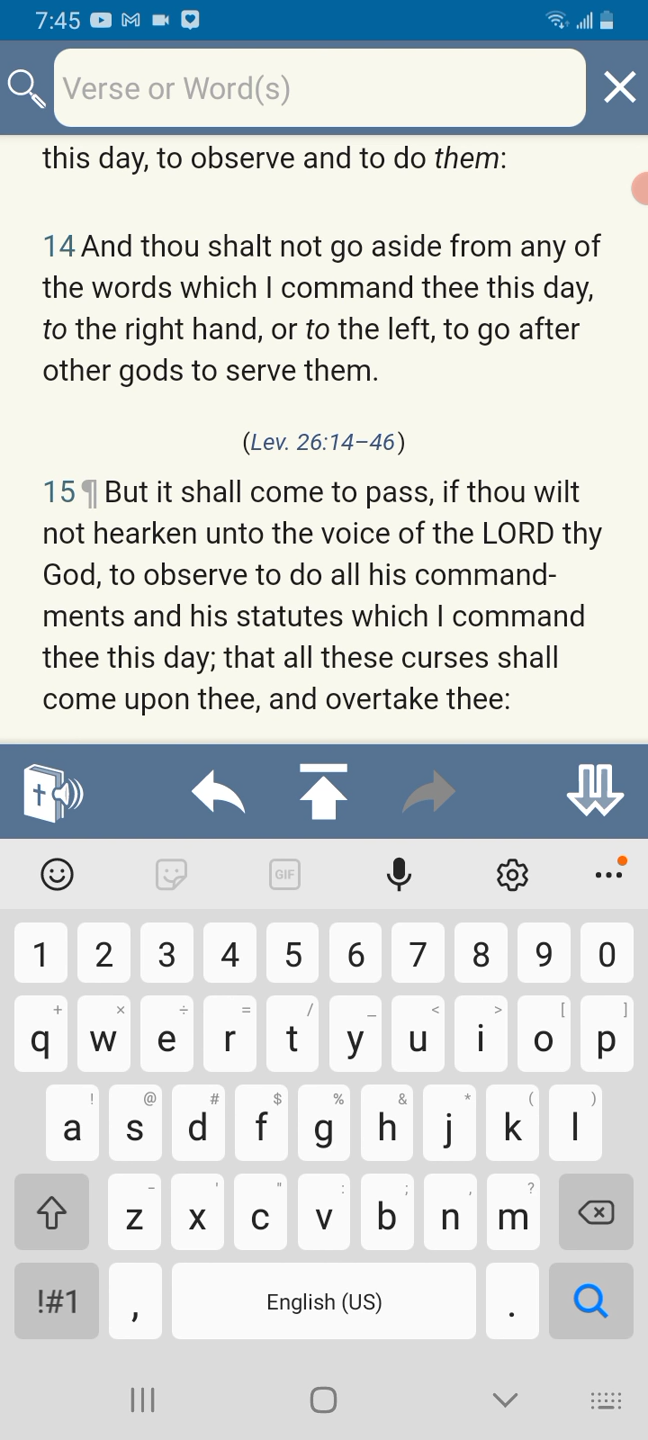 7:45
Verse or Word(s)
this day, to observe and to do them:
14 And thou shalt not go aside from any of
the words which I command thee this day,
to the right hand, or to the left, to go after
other gods to serve them.
(Lev. 26:14–46)
15 ¶ But it shall come to pass, if thou wilt
not hearken unto the voice of the LORD thy
God, to observe to do all his command-
ments and his statutes which I command
thee this day; that all these curses shall
come upon thee, and overtake thee:
GIF
1 2 3 4 5 6 7 8 9 0
+ × ÷ = / _ < > [ ]
q w e r t y u i o p
! @ # $ % & * ( )
a s d f g h j k l
- ' " : ; , ?
z x c v b n m
!#1 , English (US) .